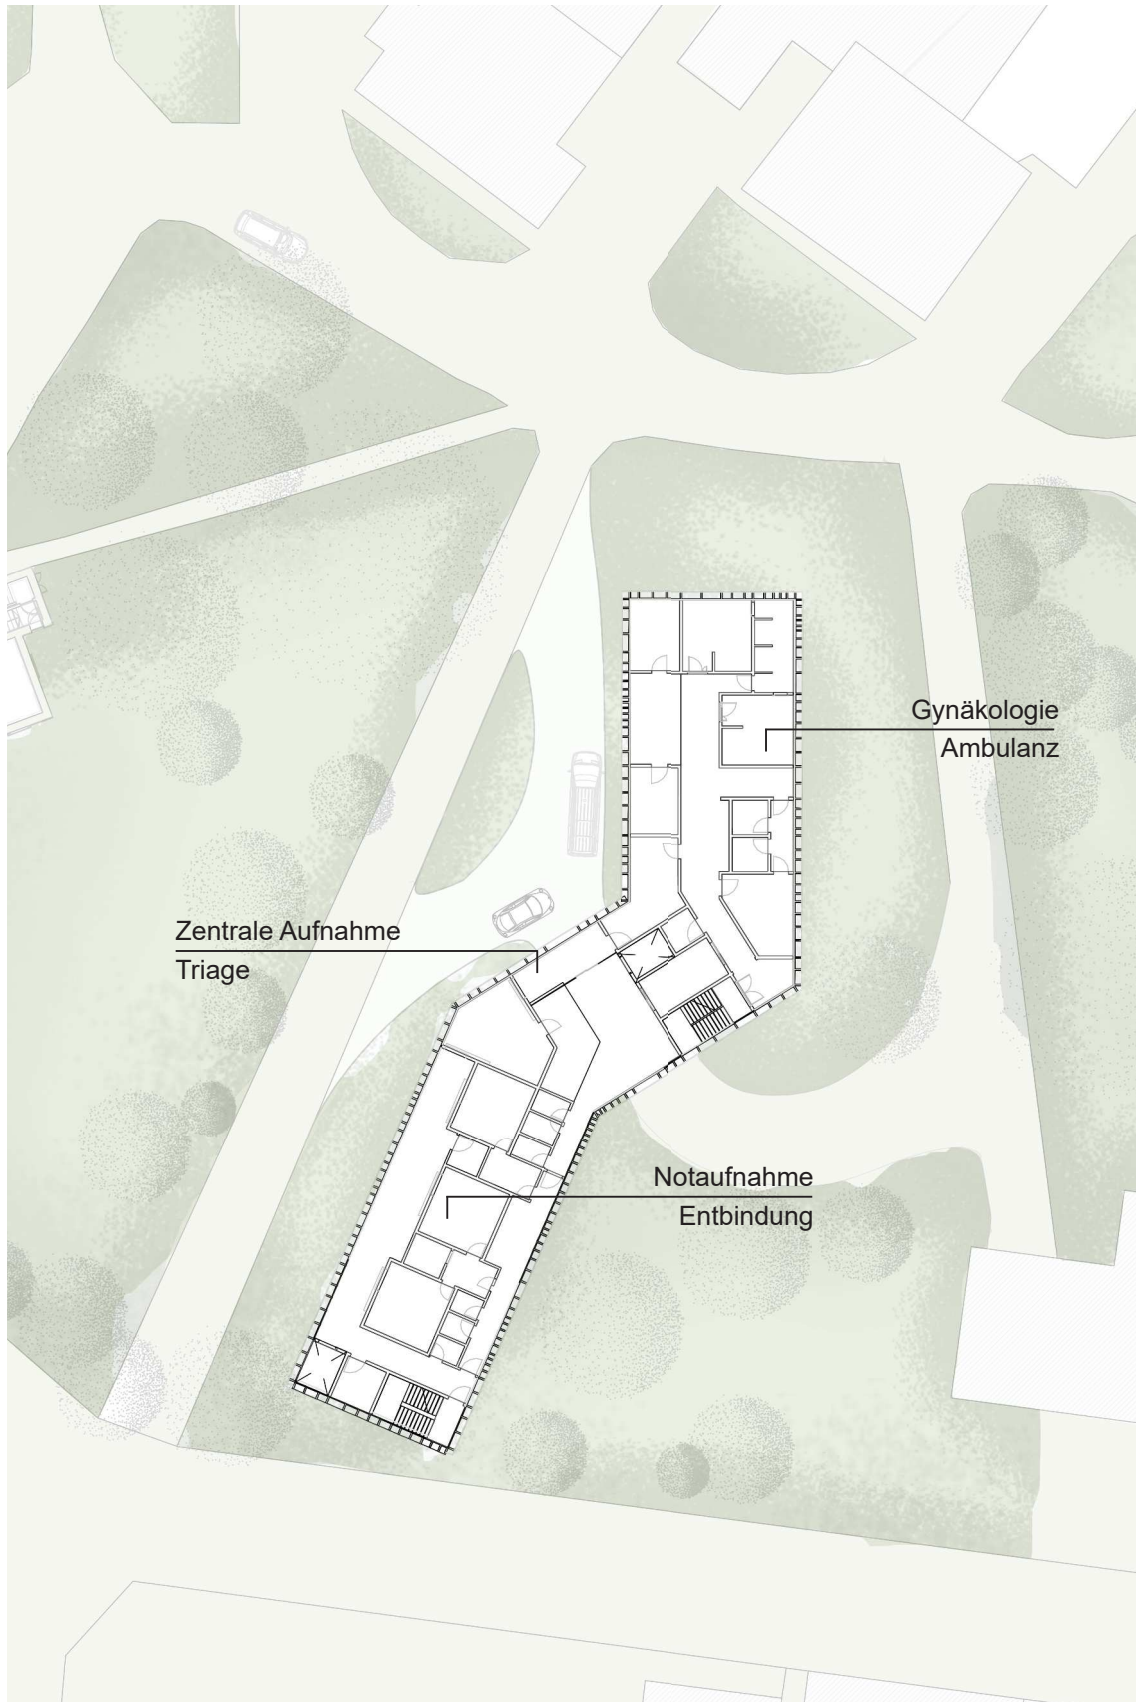 Gynäkologie
Ambulanz
Zentrale Aufnahme
Triage
Notaufnahme
Entbindung